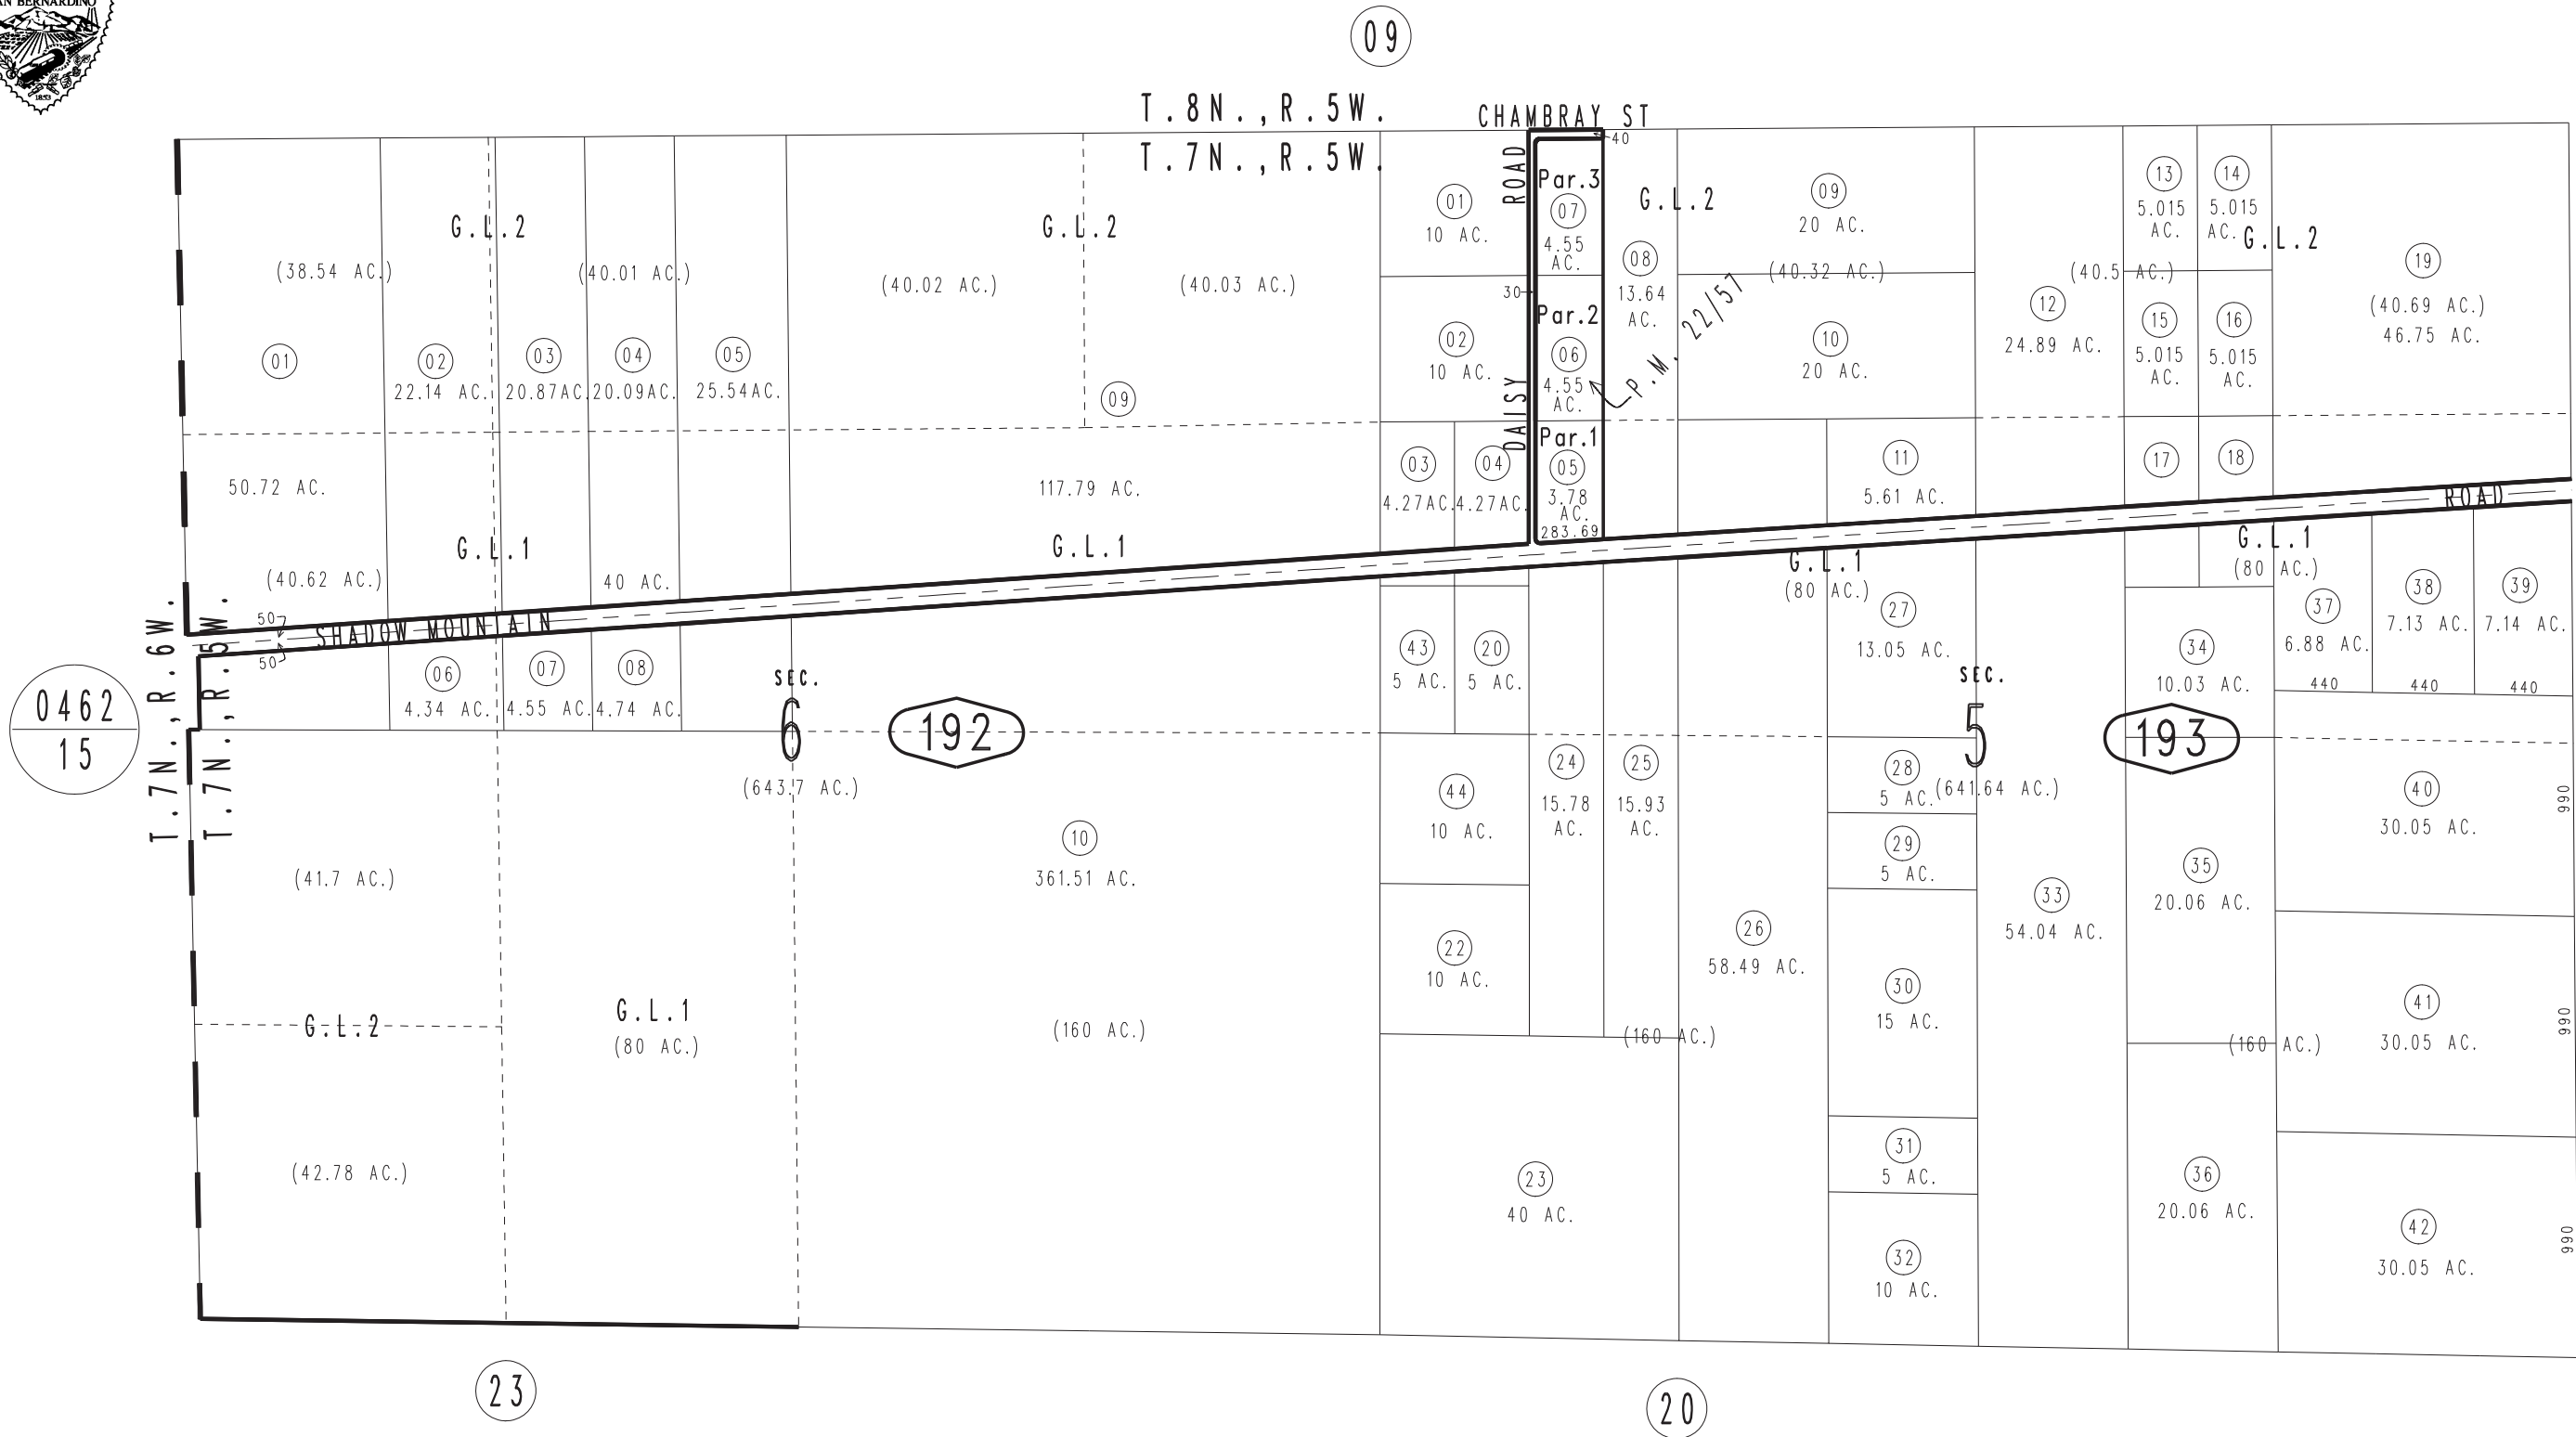 SAN BERNARDINO
1853
09
T.8N.,R.5W.
CHAMBRAY ST
T.7N.,R.5W.
40
ROAD
DAISY
30
Par.3
07
4.55
AC.
Par.2
06
4.55
AC.
Par.1
05
3.78
AC.
283.69
P.M. 22/57
G.L.2
(38.54 AC.)
01
50.72 AC.
(40.62 AC.)
02
22.14 AC.
03
20.87AC.
(40.01 AC.)
04
20.09AC.
05
25.54AC.
G.L.1
40 AC.
G.L.2
(40.02 AC.)
(40.03 AC.)
09
117.79 AC.
G.L.1
01
10 AC.
02
10 AC.
03
4.27AC.
04
4.27AC.
G.L.2
08
13.64
AC.
09
20 AC.
(40.32 AC.)
10
20 AC.
11
5.61 AC.
12
24.89 AC.
(40.5 AC.)
13
5.015
AC.
14
5.015
AC.
G.L.2
15
5.015
AC.
16
5.015
AC.
17
18
19
(40.69 AC.)
46.75 AC.
ROAD
SHADOW MOUNTAIN
50
50
T.7N.,R.6W.
T.7N.,R.5W.
0462
15
06
4.34 AC.
07
4.55 AC.
08
4.74 AC.
SEC.
6
(643.7 AC.)
192
(41.7 AC.)
G.L.2
(42.78 AC.)
G.L.1
(80 AC.)
10
361.51 AC.
(160 AC.)
43
5 AC.
20
5 AC.
44
10 AC.
22
10 AC.
23
40 AC.
24
15.78
AC.
25
15.93
AC.
(160 AC.)
26
58.49 AC.
G.L.1
(80 AC.)
27
13.05 AC.
28
5 AC.
29
5 AC.
30
15 AC.
31
5 AC.
32
10 AC.
SEC.
5
(641.64 AC.)
193
33
54.04 AC.
34
10.03 AC.
35
20.06 AC.
(160 AC.)
36
20.06 AC.
G.L.1
(80 AC.)
37
6.88 AC.
440
38
7.13 AC.
440
39
7.14 AC.
440
40
30.05 AC.
990
41
30.05 AC.
990
42
30.05 AC.
990
23
20